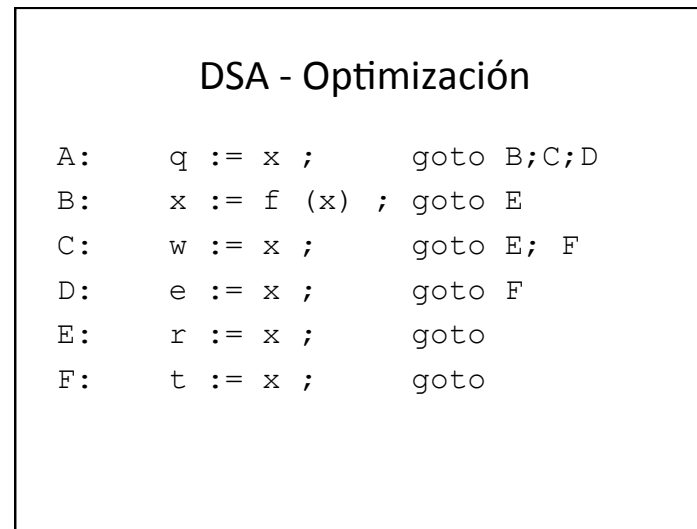 DSA - Optimización
A: q := x ; goto B;C;D
B: x := f (x) ; goto E
C: w := x ; goto E; F
D: e := x ; goto F
E: r := x ; goto
F: t := x ; goto